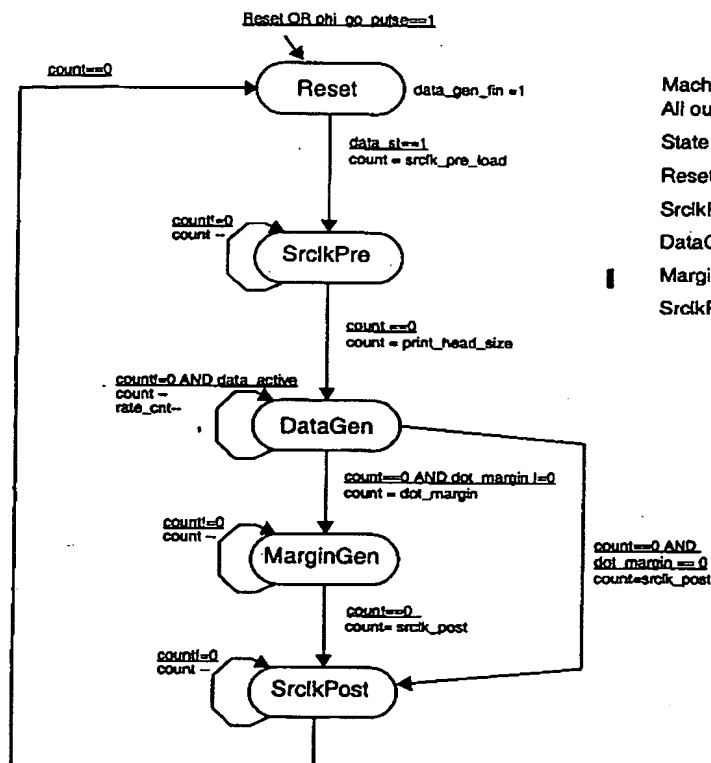 Reset OR phi_go_pulse==1
count==0
Reset
data_gen_fin =1
Mach
All ou
State
Reset
SrclkP
DataG
Margi
SrclkP
data_st==1
count = srclk_pre_load
count!=0
count --
SrclkPre
count ==0
count = print_head_size
count!=0 AND data_active
count --
rate_cnt--
DataGen
count==0 AND dot_margin !=0
count = dot_margin
count!=0
count --
MarginGen
count==0 AND
dot_margin == 0
count=srclk_post
count==0
count= srclk_post
count!=0
count --
SrclkPost